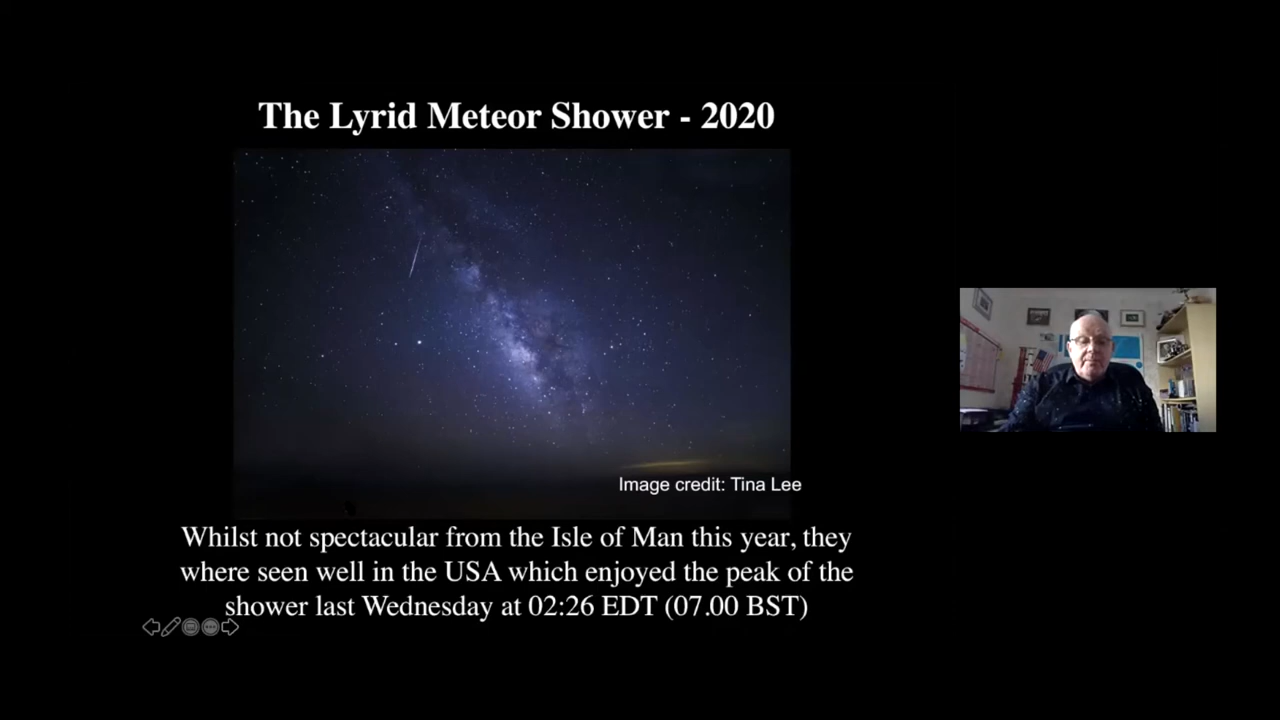 The Lyrid Meteor Shower - 2020
Image credit: Tina Lee
Whilst not spectacular from the Isle of Man this year, they
where seen well in the USA which enjoyed the peak of the
shower last Wednesday at 02:26 EDT (07.00 BST)